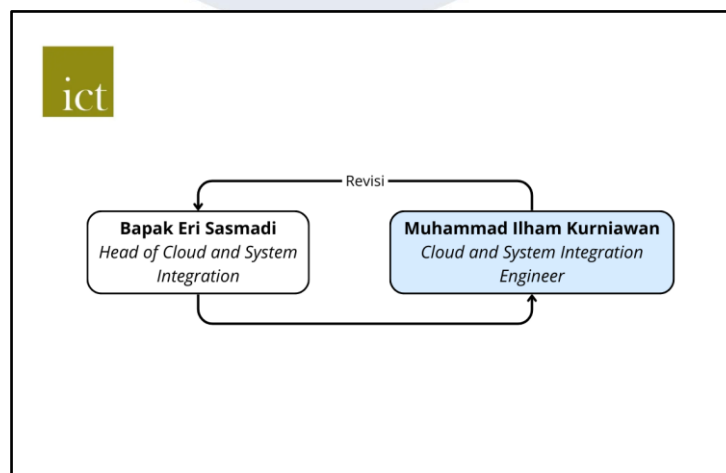 ict
Revisi
Bapak Eri Sasmadi
Head of Cloud and System
Integration
Muhammad Ilham Kurniawan
Cloud and System Integration
Engineer